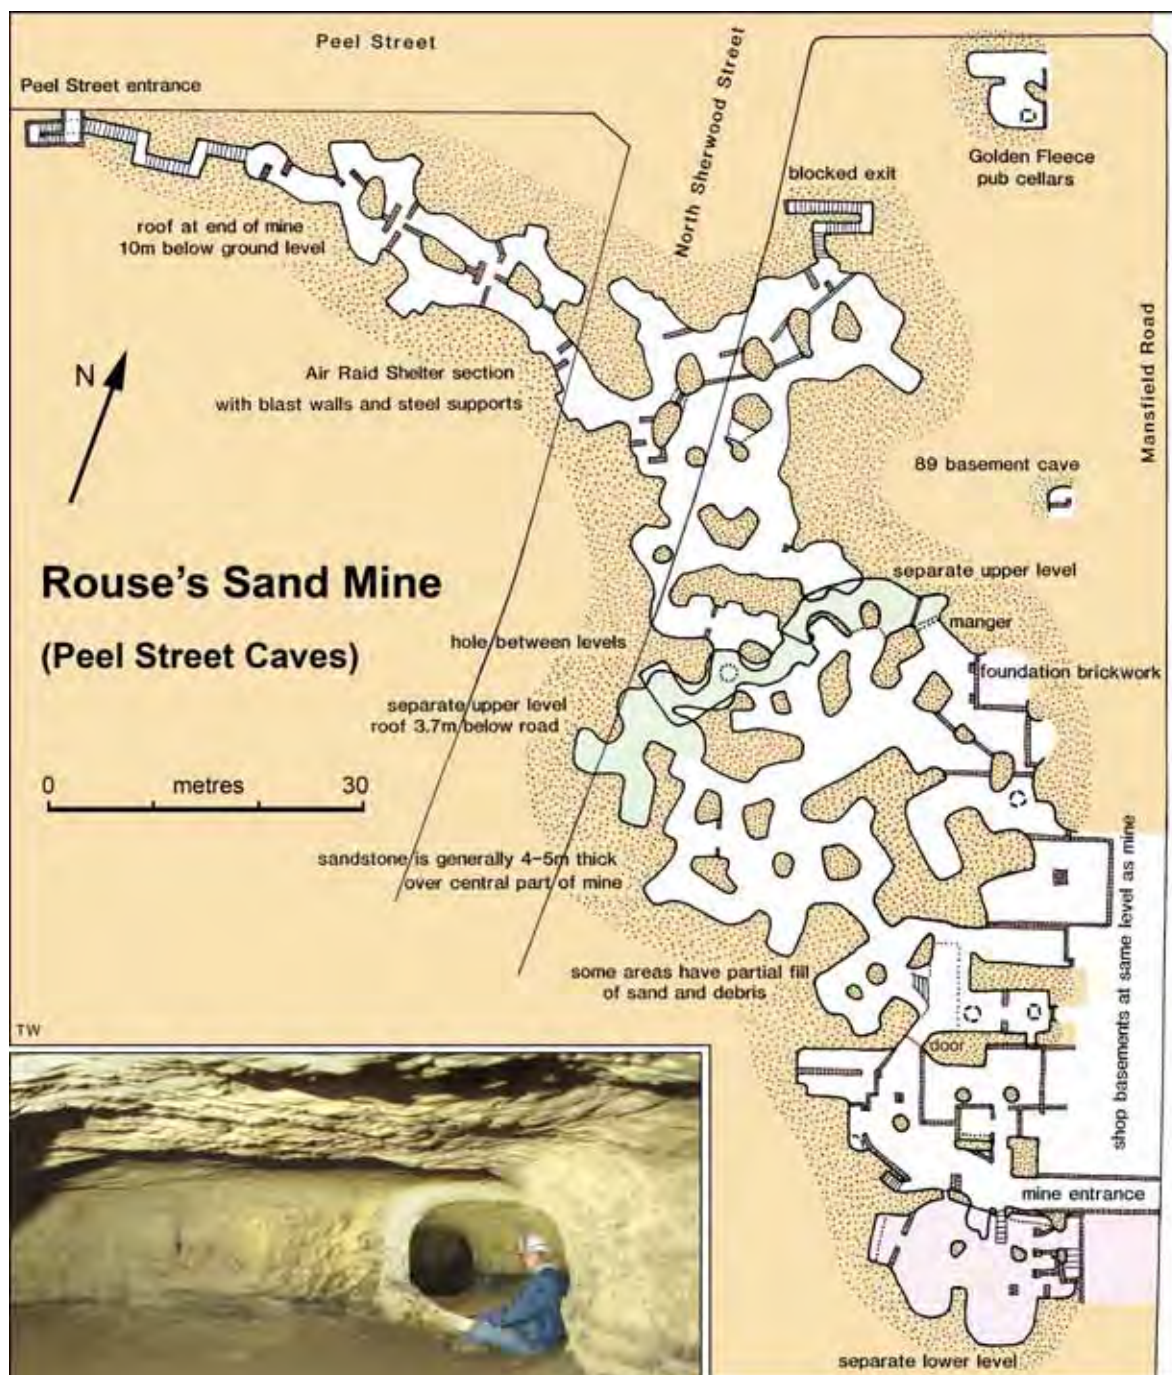 Peel Street
North Sherwood Street
Peel Street entrance
Golden Fleece
pub cellars
blocked exit
roof at end of mine
10m below ground level
Mansfield Road
N
Air Raid Shelter section
with blast walls and steel supports
89 basement cave
Rouse's Sand Mine
(Peel Street Caves)
separate upper level
manger
hole between levels
foundation brickwork
separate upper level
roof 3.7m below road
0 metres 30
sandstone is generally 4–5m thick
over central part of mine
some areas have partial fill
of sand and debris
shop basements at same level as mine
TW
door
mine entrance
separate lower level